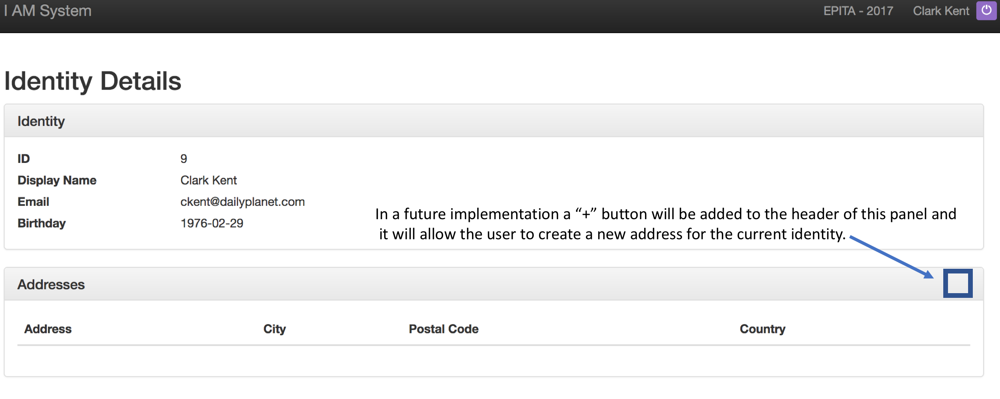 I AM System EPITA - 2017 Clark Kent
Identity Details
Identity
ID 9
Display Name Clark Kent
Email ckent@dailyplanet.com
Birthday 1976-02-29
In a future implementation a “+” button will be added to the header of this panel and
it will allow the user to create a new address for the current identity.
Addresses
Address City Postal Code Country